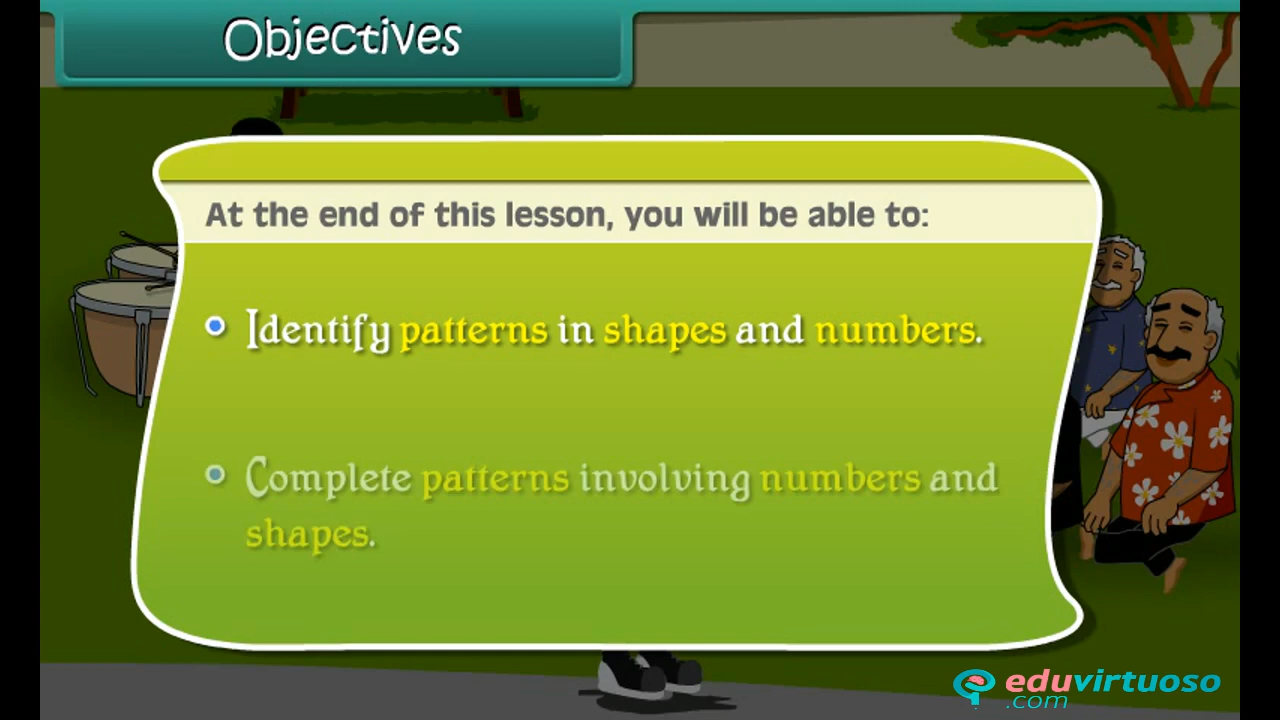 Objectives
At the end of this lesson, you will be able to:
Identify patterns in shapes and numbers.
Complete patterns involving numbers and
shapes.
eduvirtuoso
.com